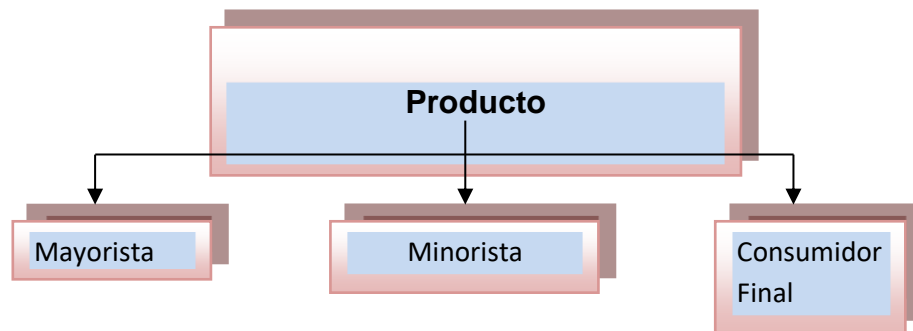 Producto
Mayorista
Minorista
Consumidor
Final